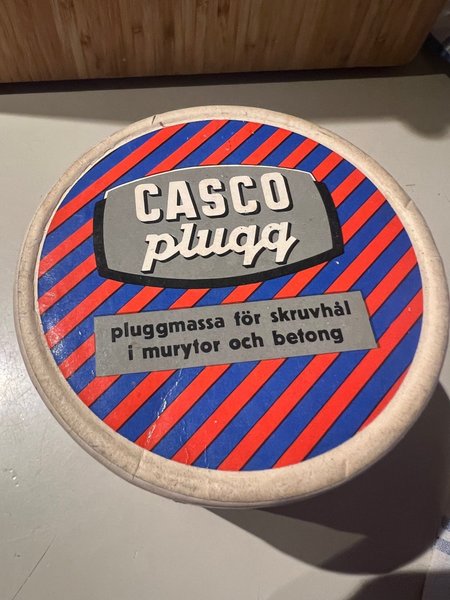 CASCO
plugg
pluggmassa för skruvhål
i murytor och betong